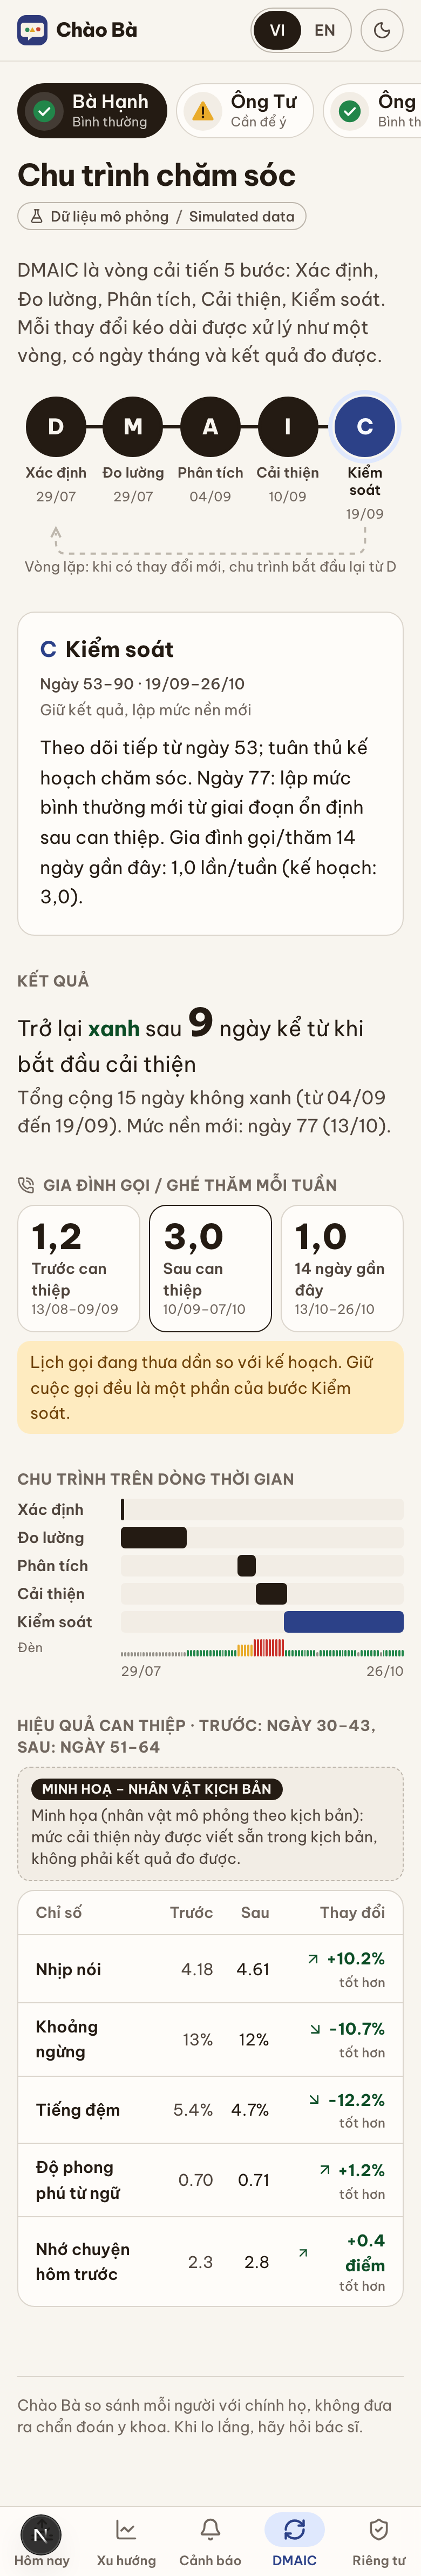 Chào Bà
VI EN
Bà Hạnh
Bình thường
Ông Tư
Cần để ý
Ông
Bình th
Chu trình chăm sóc
Dữ liệu mô phỏng / Simulated data
DMAIC là vòng cải tiến 5 bước: Xác định,
Đo lường, Phân tích, Cải thiện, Kiểm soát.
Mỗi thay đổi kéo dài được xử lý như một
vòng, có ngày tháng và kết quả đo được.
D M A I C
Xác định Đo lường Phân tích Cải thiện Kiểm
soát
29/07 29/07 04/09 10/09
19/09
Vòng lặp: khi có thay đổi mới, chu trình bắt đầu lại từ D
C Kiểm soát
Ngày 53–90 · 19/09–26/10
Giữ kết quả, lập mức nền mới
Theo dõi tiếp từ ngày 53; tuân thủ kế
hoạch chăm sóc. Ngày 77: lập mức
bình thường mới từ giai đoạn ổn định
sau can thiệp. Gia đình gọi/thăm 14
ngày gần đây: 1,0 lần/tuần (kế hoạch:
3,0).
KẾT QUẢ
Trở lại xanh sau 9 ngày kể từ khi
bắt đầu cải thiện
Tổng cộng 15 ngày không xanh (từ 04/09
đến 19/09). Mức nền mới: ngày 77 (13/10).
GIA ĐÌNH GỌI / GHÉ THĂM MỖI TUẦN
1,2
Trước can
thiệp
13/08–09/09
3,0
Sau can
thiệp
10/09–07/10
1,0
14 ngày gần
đây
13/10–26/10
Lịch gọi đang thưa dần so với kế hoạch. Giữ
cuộc gọi đều là một phần của bước Kiểm
soát.
CHU TRÌNH TRÊN DÒNG THỜI GIAN
Xác định
Đo lường
Phân tích
Cải thiện
Kiểm soát
Đèn
29/07 26/10
HIỆU QUẢ CAN THIỆP · TRƯỚC: NGÀY 30–43,
SAU: NGÀY 51–64
MINH HOẠ – NHÂN VẬT KỊCH BẢN
Minh họa (nhân vật mô phỏng theo kịch bản):
mức cải thiện này được viết sẵn trong kịch bản,
không phải kết quả đo được.
Chỉ số Trước Sau Thay đổi
Nhịp nói 4.18 4.61 +10.2%
tốt hơn
Khoảng
ngừng 13% 12% -10.7%
tốt hơn
Tiếng đệm 5.4% 4.7% -12.2%
tốt hơn
Độ phong
phú từ ngữ 0.70 0.71 +1.2%
tốt hơn
Nhớ chuyện
hôm trước 2.3 2.8 +0.4
điểm
tốt hơn
Chào Bà so sánh mỗi người với chính họ, không đưa
ra chẩn đoán y khoa. Khi lo lắng, hãy hỏi bác sĩ.
N
Hôm nay Xu hướng Cảnh báo DMAIC Riêng tư